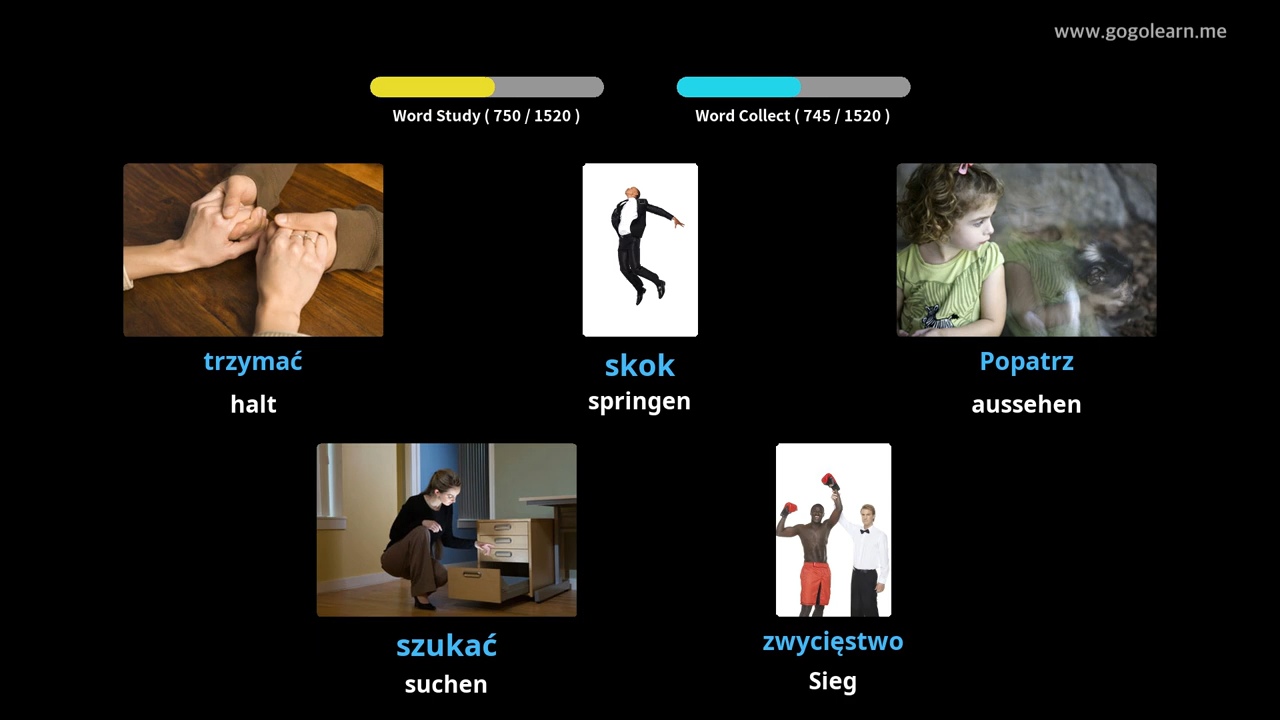 www.gogolearn.me
Word Study ( 750 / 1520 )
Word Collect ( 745 / 1520 )
trzymać
halt
skok
springen
Popatrz
aussehen
szukać
suchen
zwycięstwo
Sieg